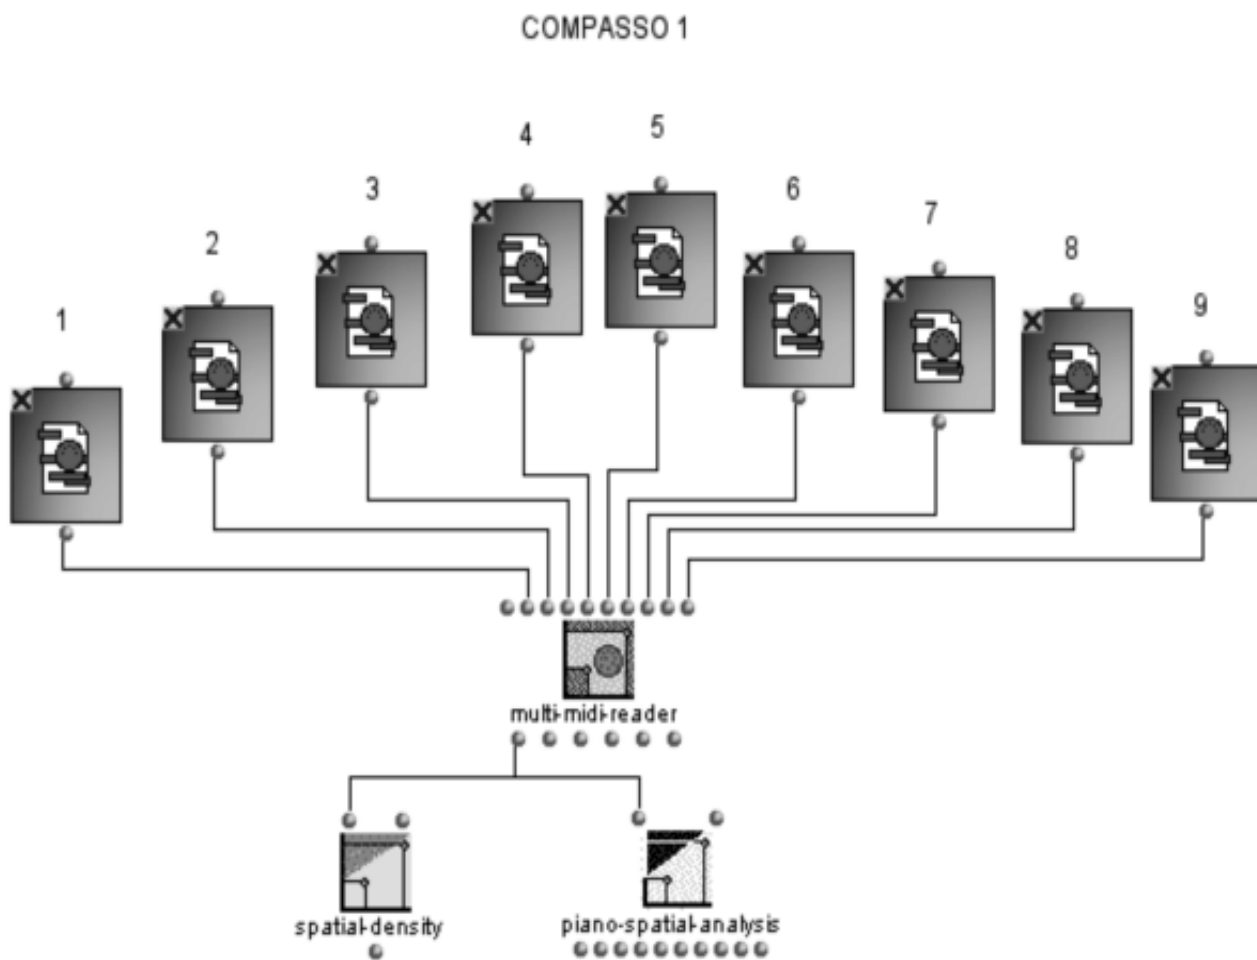 COMPASSO 1
1
2
3
4
5
6
7
8
9
multi-midi-reader
spatial-density
piano-spatial-analysis